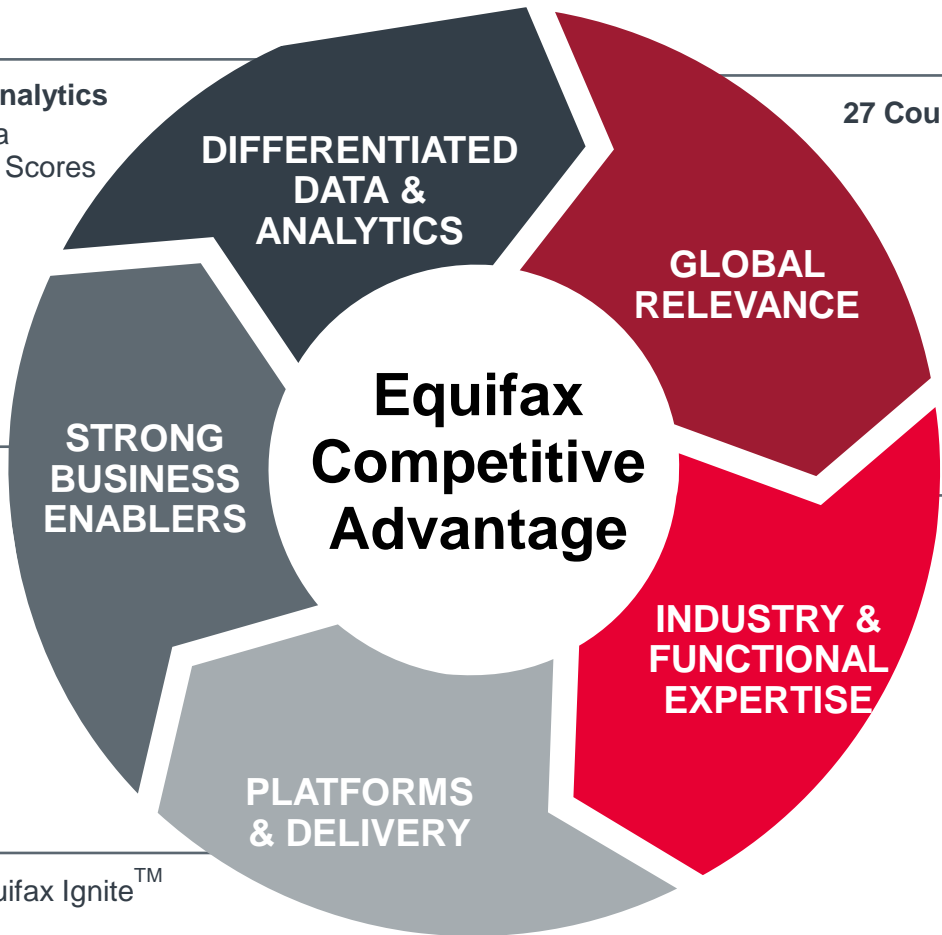 nalytics
a
Scores
27 Cou
DIFFERENTIATED
DATA &
ANALYTICS
GLOBAL
RELEVANCE
Equifax
Competitive
Advantage
STRONG
BUSINESS
ENABLERS
INDUSTRY &
FUNCTIONAL
EXPERTISE
PLATFORMS
& DELIVERY
uifax Ignite™